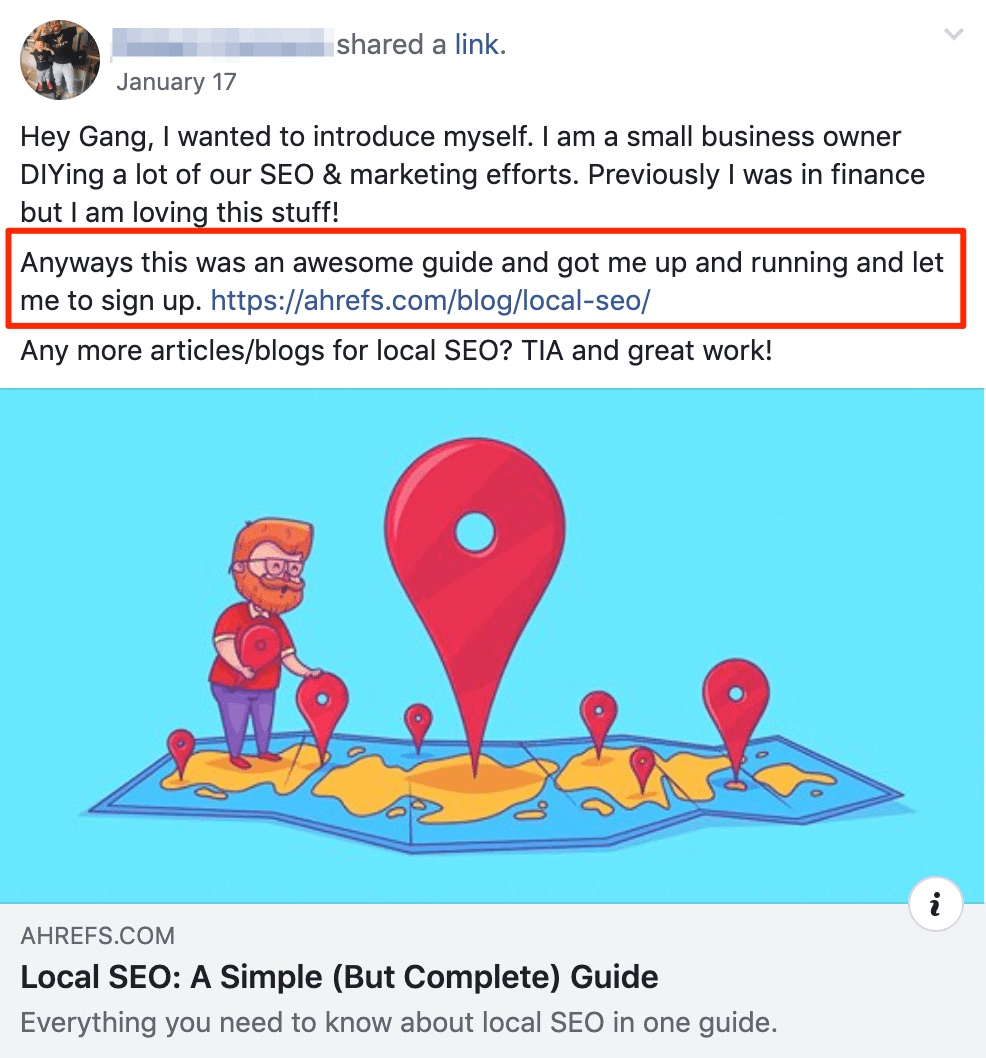 shared a link.
January 17
Hey Gang, I wanted to introduce myself. I am a small business owner
DIYing a lot of our SEO & marketing efforts. Previously I was in finance
but I am loving this stuff!
Anyways this was an awesome guide and got me up and running and let
me to sign up. https://ahrefs.com/blog/local-seo/
Any more articles/blogs for local SEO? TIA and great work!
i
AHREFS.COM
Local SEO: A Simple (But Complete) Guide
Everything you need to know about local SEO in one guide.